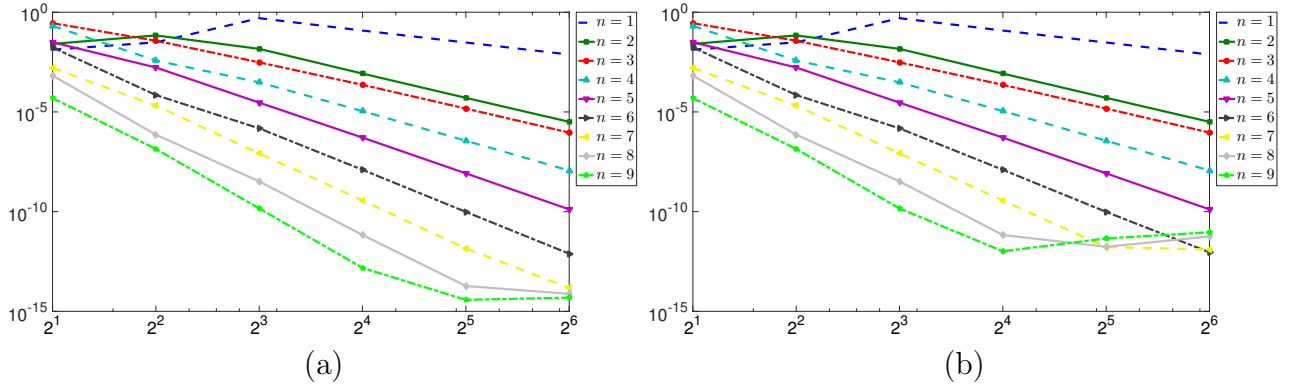 10^0
10^-5
10^-10
10^-15
2^1 2^2 2^3 2^4 2^5 2^6
n = 1
n = 2
n = 3
n = 4
n = 5
n = 6
n = 7
n = 8
n = 9
(a)
10^0
10^-5
10^-10
10^-15
2^1 2^2 2^3 2^4 2^5 2^6
n = 1
n = 2
n = 3
n = 4
n = 5
n = 6
n = 7
n = 8
n = 9
(b)